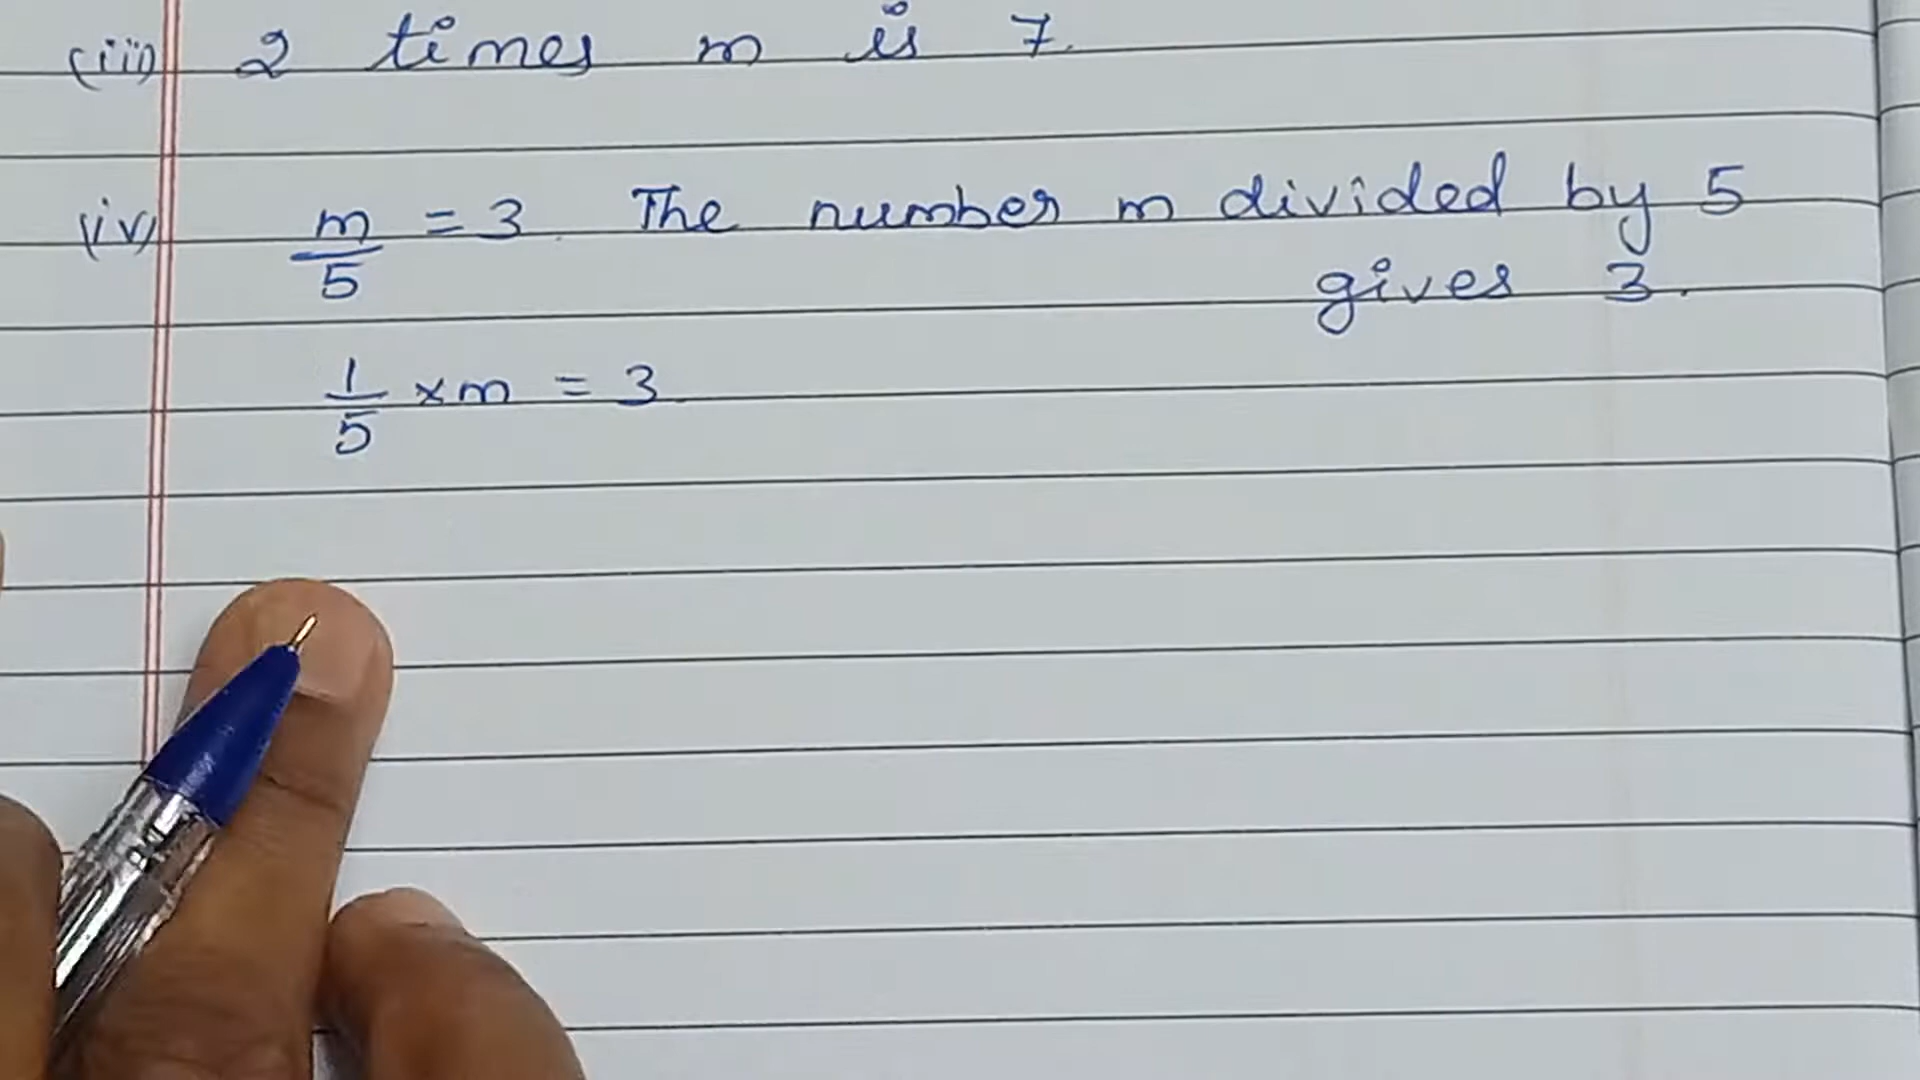 (iii) 2 times m is 7.
(iv) m/5 = 3. The number m divided by 5
gives 3.
1/5 × m = 3